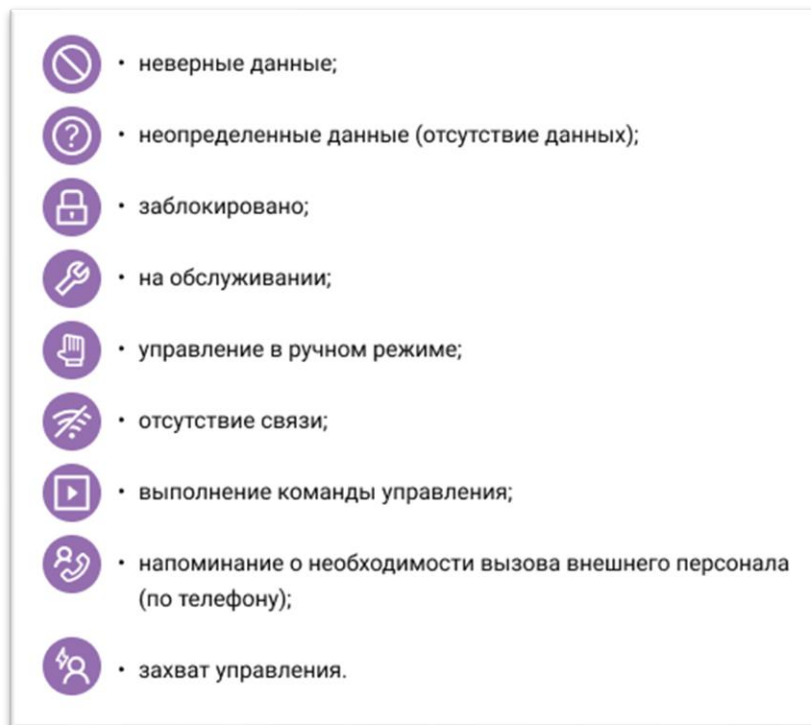 • неверные данные;
• неопределенные данные (отсутствие данных);
• заблокировано;
• на обслуживании;
• управление в ручном режиме;
• отсутствие связи;
• выполнение команды управления;
• напоминание о необходимости вызова внешнего персонала
(по телефону);
• захват управления.